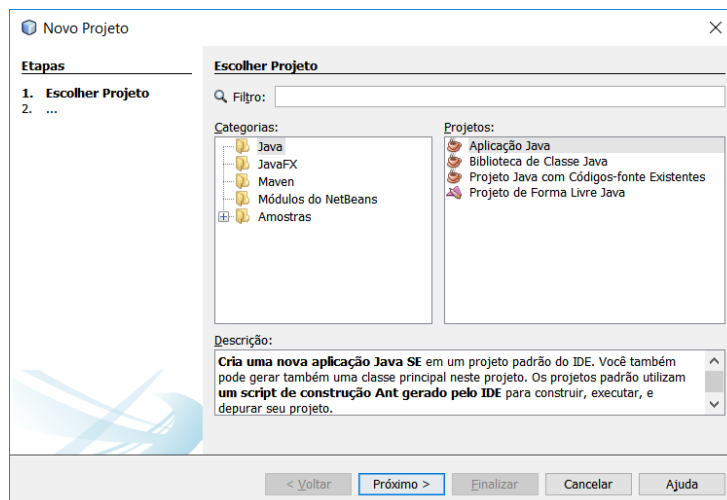 Novo Projeto
Etapas
1. Escolher Projeto
2. ...
Escolher Projeto
Filtro:
Categorias:
Java
JavaFX
Maven
Módulos do NetBeans
Amostras
Projetos:
Aplicação Java
Biblioteca de Classe Java
Projeto Java com Códigos-fonte Existentes
Projeto de Forma Livre Java
Descrição:
Cria uma nova aplicação Java SE em um projeto padrão do IDE. Você também
pode gerar também uma classe principal neste projeto. Os projetos padrão utilizam
um script de construção Ant gerado pelo IDE para construir, executar, e
depurar seu projeto.
< Voltar
Próximo >
Finalizar
Cancelar
Ajuda